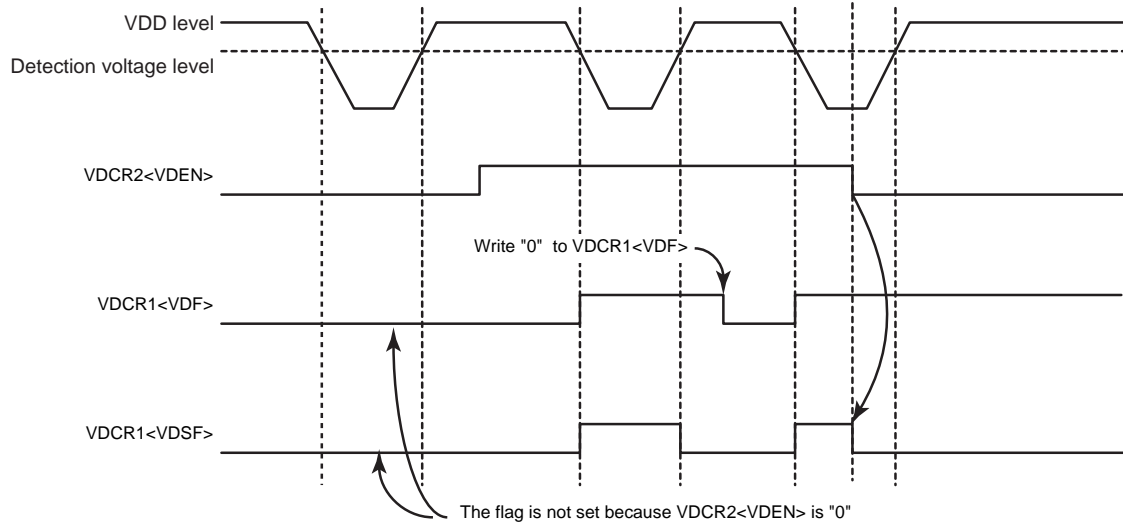 VDD level
Detection voltage level
VDCR2<VDEN>
Write "0" to VDCR1<VDF>
VDCR1<VDF>
VDCR1<VDSF>
The flag is not set because VDCR2<VDEN> is "0"